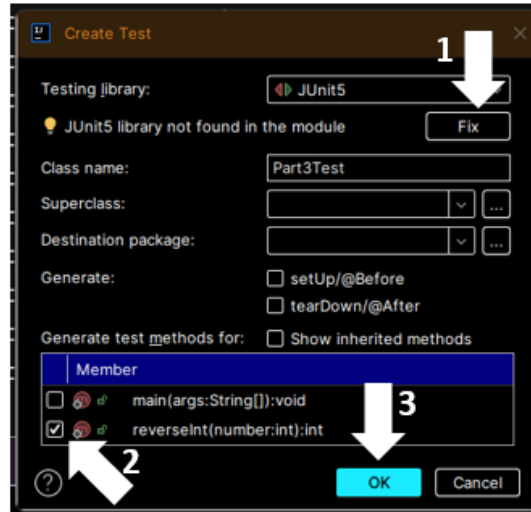 Create Test
1
Testing library: JUnit5
JUnit5 library not found in the module Fix
Class name: Part3Test
Superclass: ...
Destination package: ...
Generate: setUp/@Before
tearDown/@After
Generate test methods for: Show inherited methods
Member
main(args:String[]):void
3
reverseInt(number:int):int
2
? OK Cancel